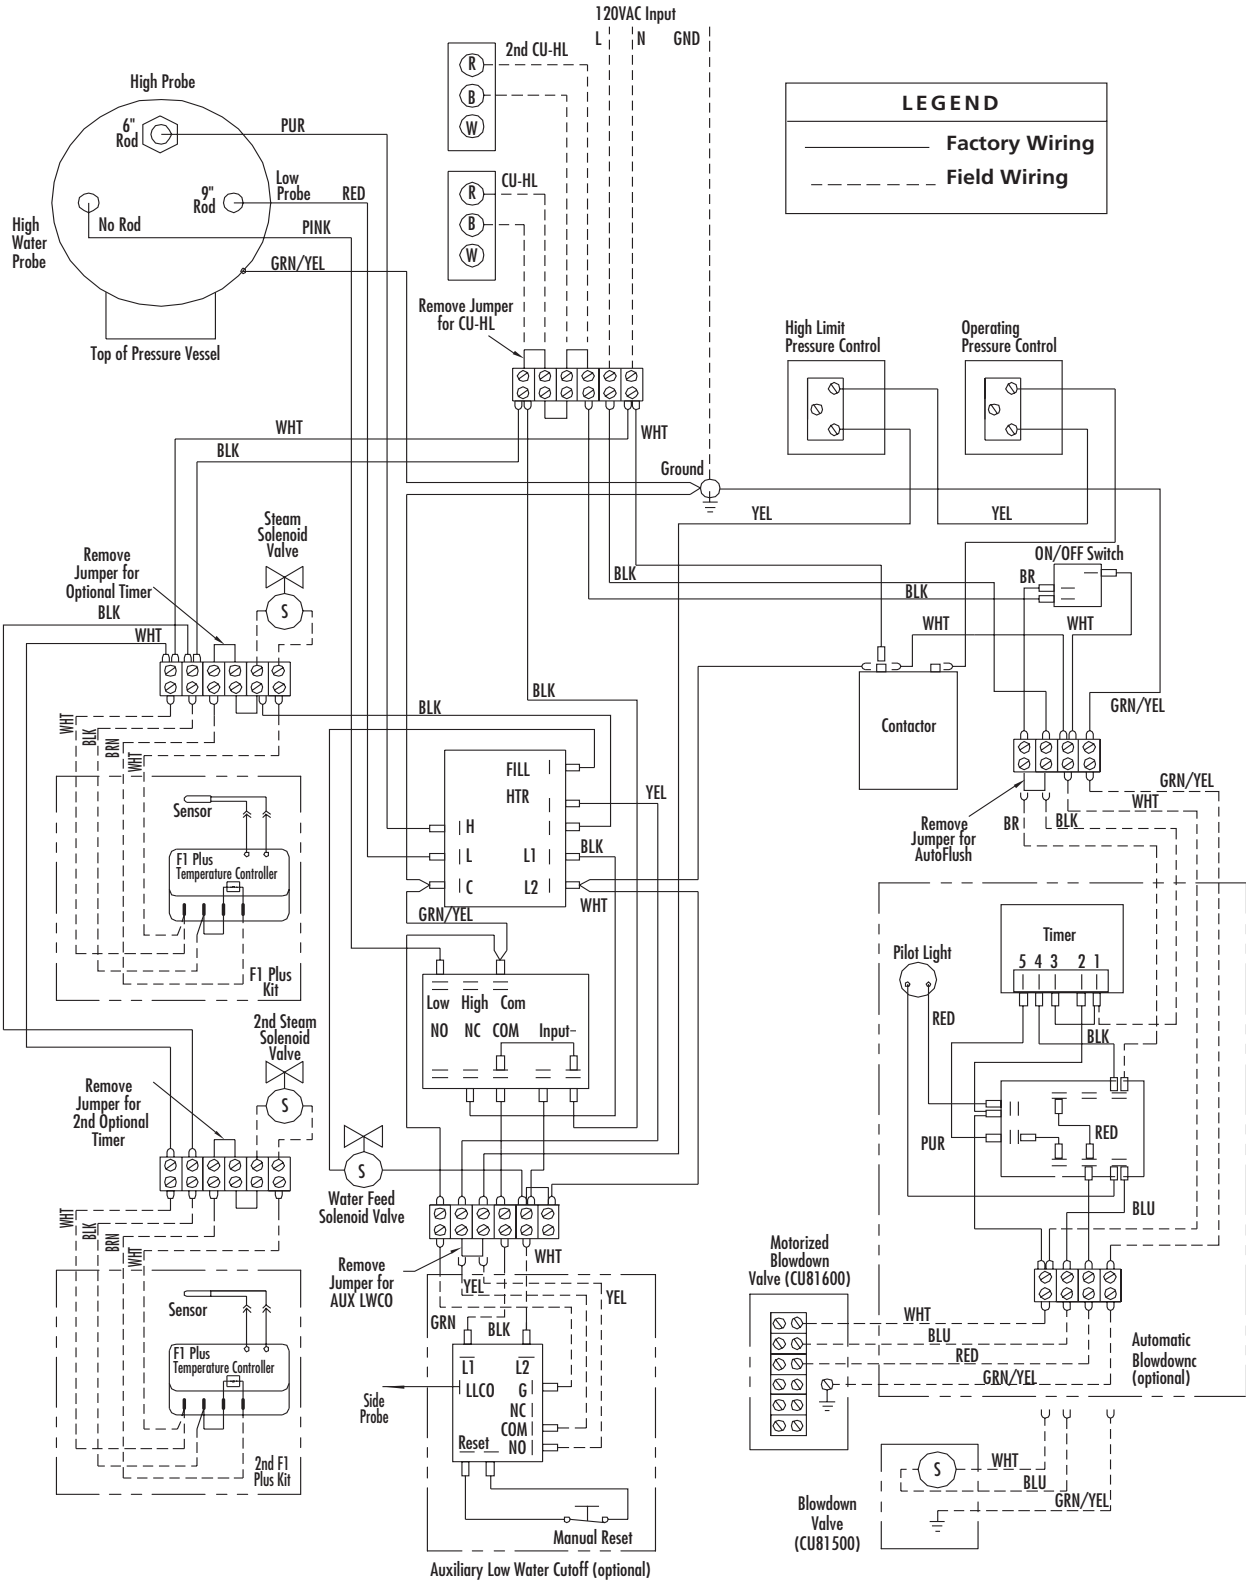 120VAC Input
L
N
GND
2nd CU-HL
R
B
W
CU-HL
R
B
W
LEGEND
Factory Wiring
Field Wiring
High Probe
6"
Rod
PUR
Low
Probe
9"
Rod
RED
No Rod
High
Water
Probe
PINK
GRN/YEL
Top of Pressure Vessel
Remove Jumper
for CU-HL
High Limit
Pressure Control
Operating
Pressure Control
WHT
WHT
BLK
Ground
YEL
YEL
Steam
Solenoid
Valve
S
Remove
Jumper for
Optional Timer
BLK
WHT
ON/OFF Switch
BR
BLK
BLK
WHT
WHT
BLK
BLK
GRN/YEL
Contactor
WHT
BLK
BRN
WHT
Sensor
F1 Plus
Temperature Controller
F1 Plus
Kit
FILL
HTR
H
L
C
L1
L2
YEL
BLK
WHT
GRN/YEL
GRN/YEL
WHT
BR
BLK
Remove
Jumper for
AutoFlush
Low
High
Com
NO
NC
COM
Input-
Timer
5 4 3 2 1
Pilot Light
RED
BLK
RED
PUR
BLU
2nd Steam
Solenoid
Valve
S
Remove
Jumper for
2nd Optional
Timer
S
Water Feed
Solenoid Valve
WHT
BLK
BRN
WHT
Sensor
F1 Plus
Temperature Controller
2nd F1
Plus Kit
Remove
Jumper for
AUX LWCO
WHT
YEL
YEL
GRN
BLK
L1
L2
LLCO
G
NC
COM
NO
Reset
Side
Probe
Manual Reset
Auxiliary Low Water Cutoff (optional)
Motorized
Blowdown
Valve (CU81600)
WHT
BLU
RED
GRN/YEL
Automatic
Blowdownc
(optional)
S
WHT
BLU
GRN/YEL
Blowdown
Valve
(CU81500)